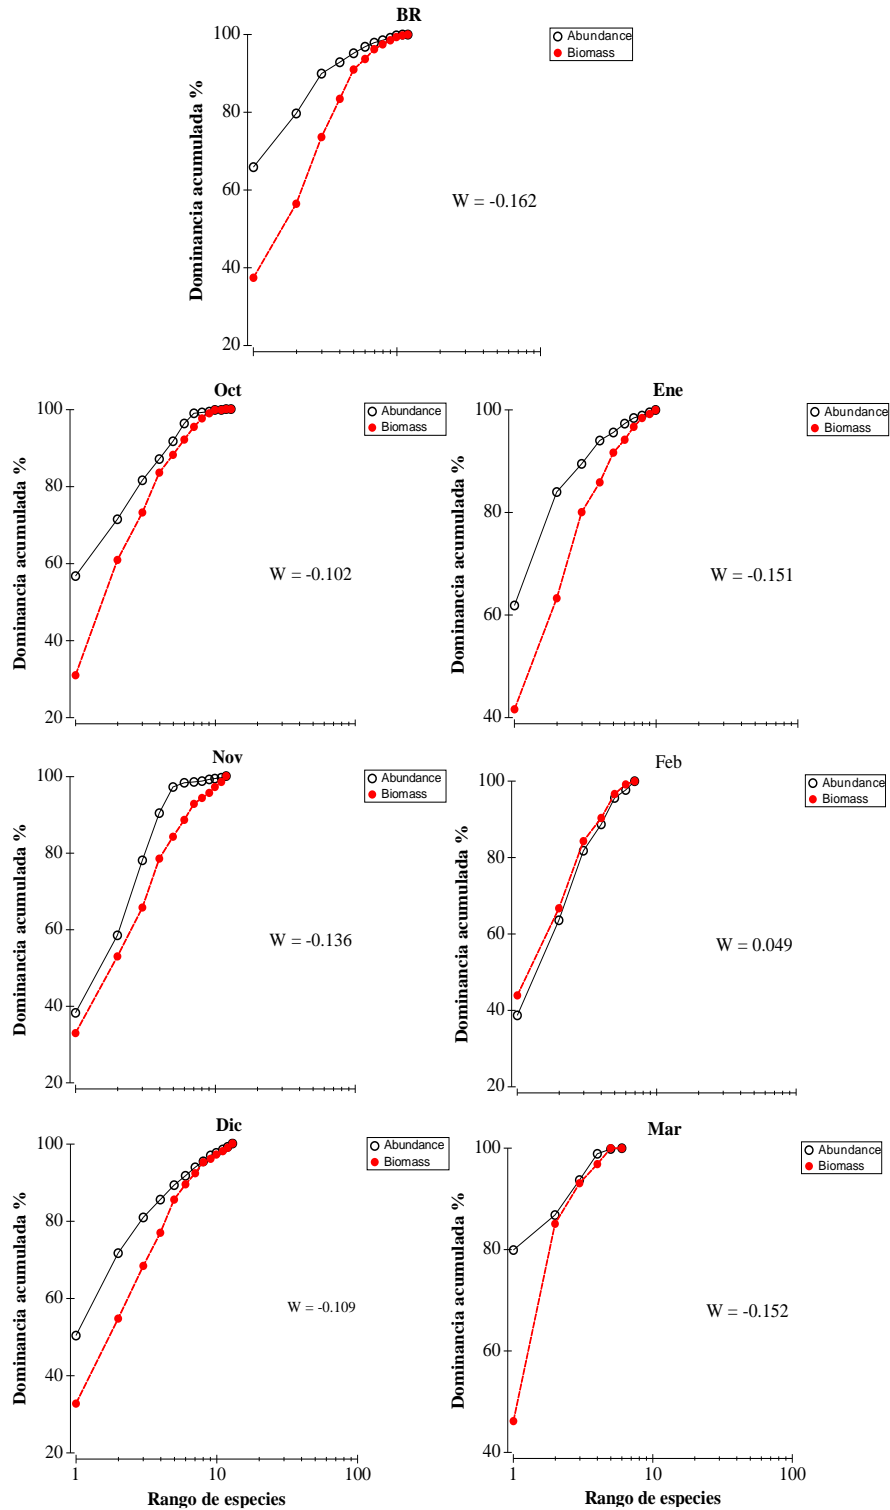 BR
Abundance
Biomass
Dominancia acumulada %
100
80
60
40
20
W = -0.162
Oct
Abundance
Biomass
Dominancia acumulada %
100
80
60
40
20
W = -0.102
Ene
Abundance
Biomass
Dominancia acumulada %
100
80
60
40
W = -0.151
Nov
Abundance
Biomass
Dominancia acumulada %
100
80
60
40
20
W = -0.136
Feb
Abundance
Biomass
Dominancia acumulada %
100
80
60
40
20
W = 0.049
Dic
Abundance
Biomass
Dominancia acumulada %
100
80
60
40
20
W = -0.109
1 10 100
Rango de especies
Mar
Abundance
Biomass
Dominancia acumulada %
100
80
60
40
W = -0.152
1 10 100
Rango de especies